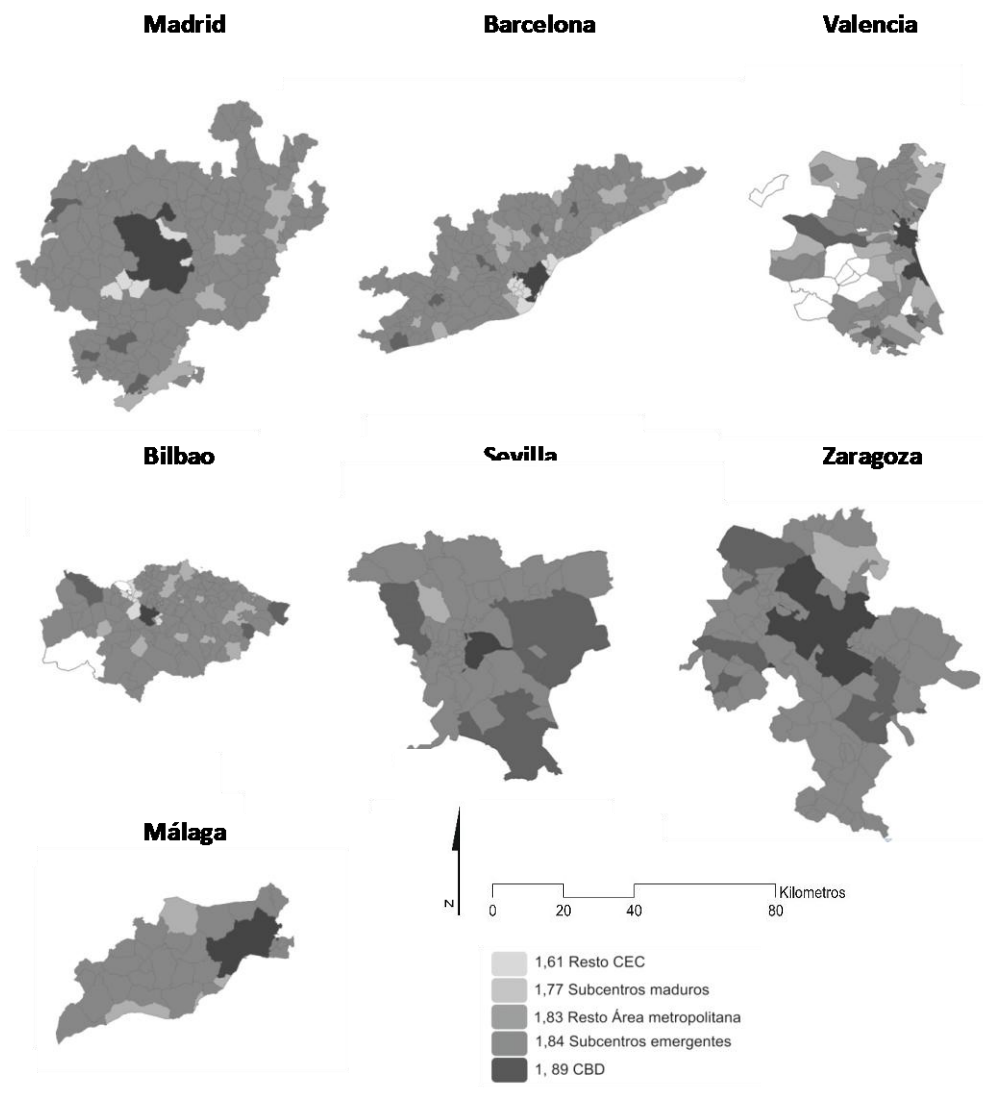 Madrid
Barcelona
Valencia
Bilbao
Sevilla
Zaragoza
Málaga
N
0
20
40
80
Kilometros
1,61 Resto CEC
1,77 Subcentros maduros
1,83 Resto Área metropolitana
1,84 Subcentros emergentes
1, 89 CBD